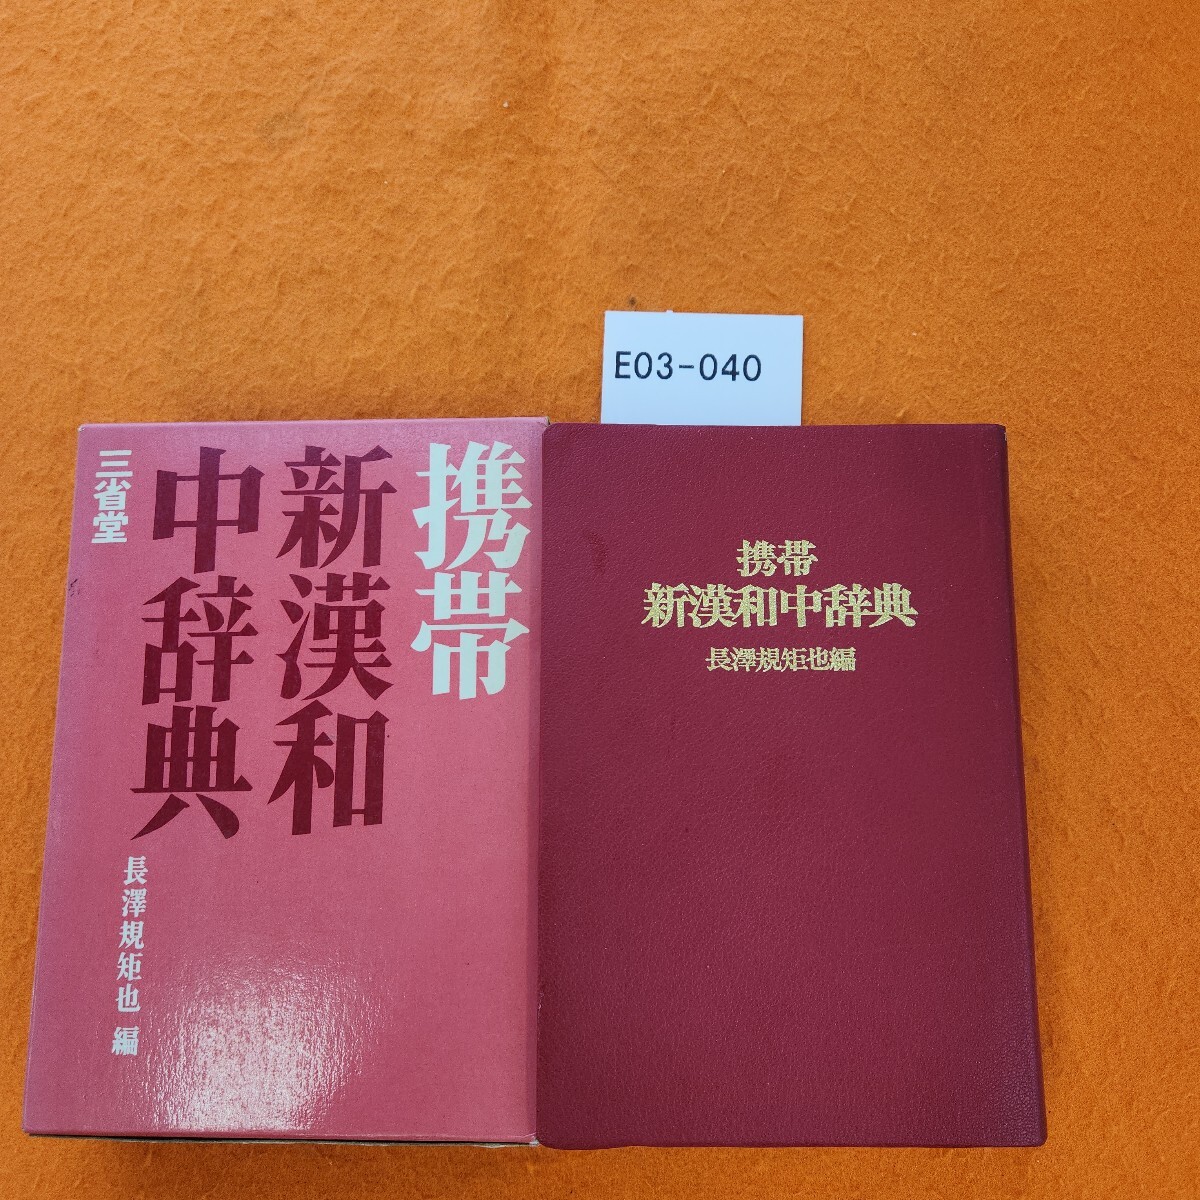 E03-040
携帯
新漢和
中辞典
三省堂
長澤規矩也 編
携帯
新漢和中辞典
長澤規矩也編